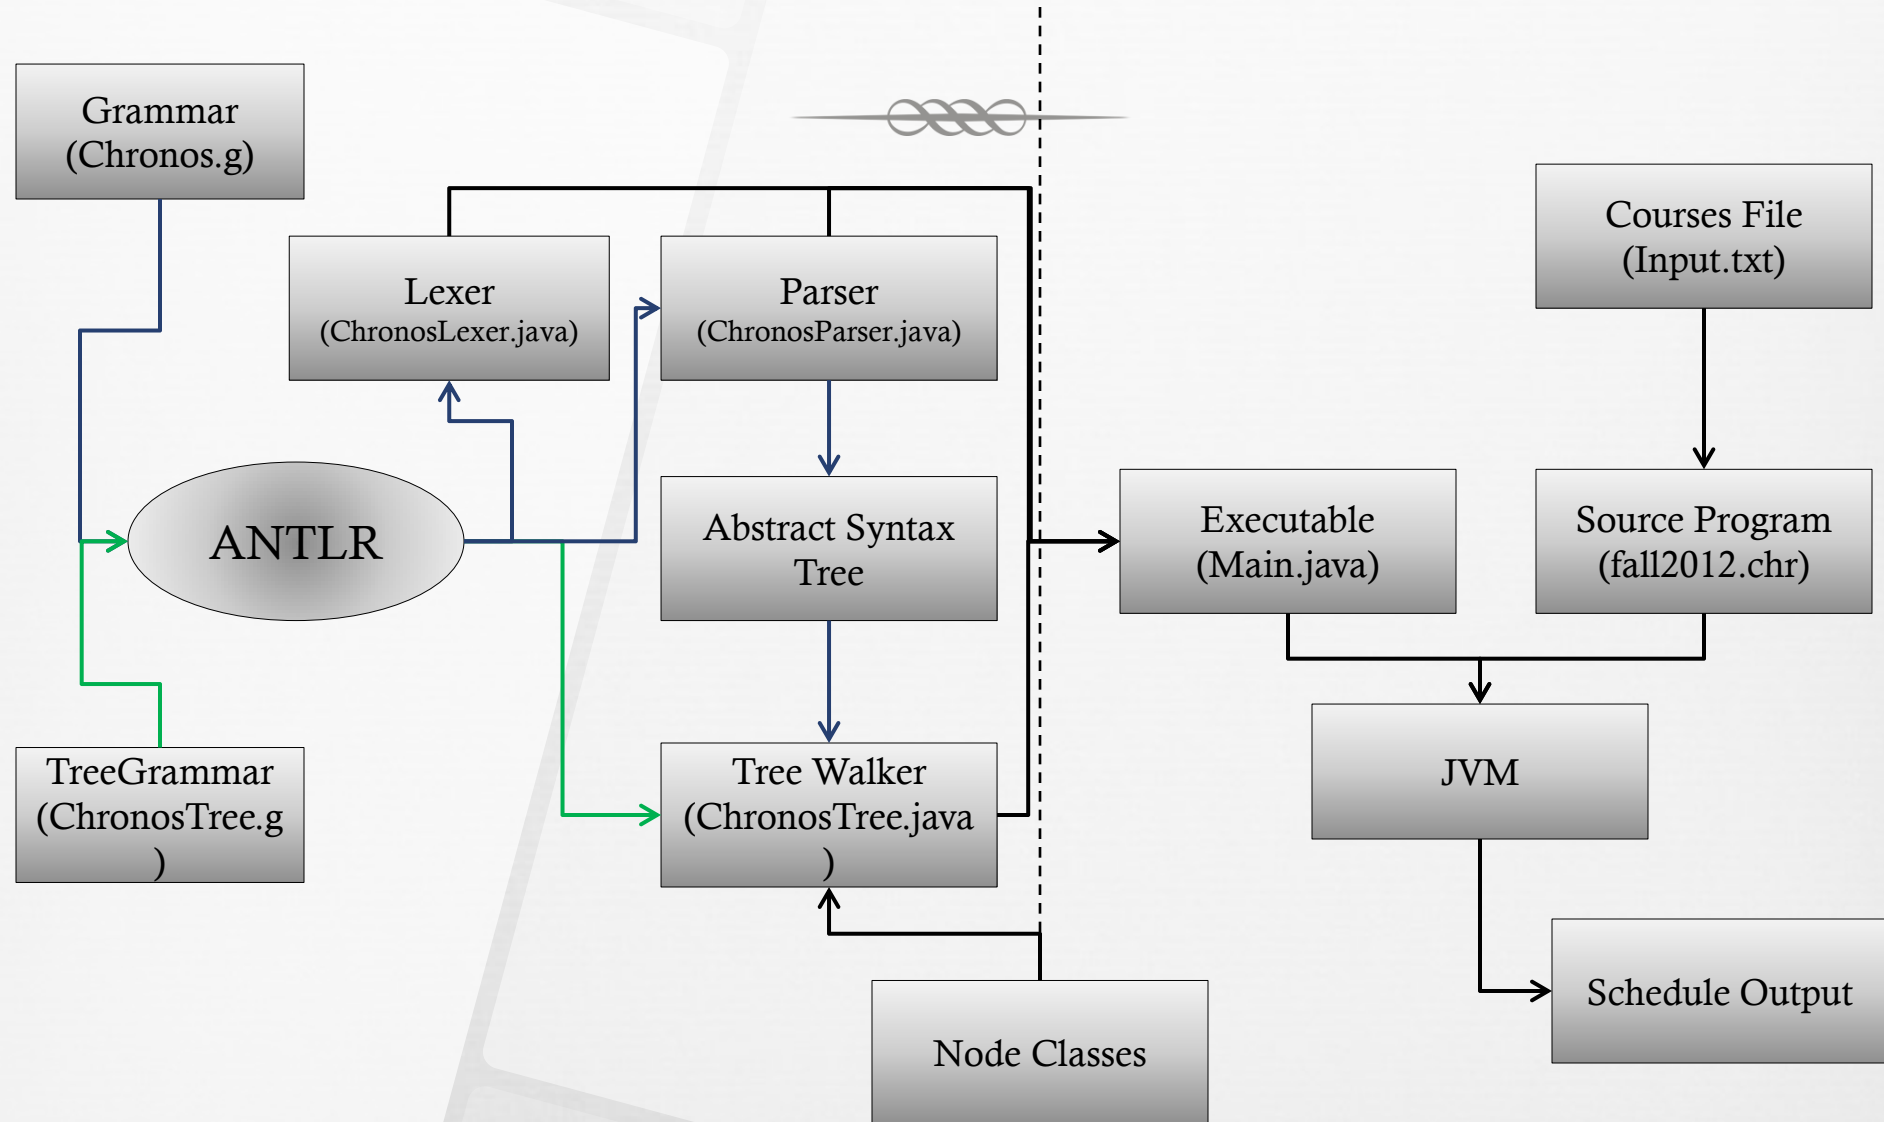 Grammar
(Chronos.g)
Lexer
(ChronosLexer.java)
Parser
(ChronosParser.java)
Courses File
(Input.txt)
ANTLR
Abstract Syntax
Tree
Executable
(Main.java)
Source Program
(fall2012.chr)
TreeGrammar
(ChronosTree.g
)
Tree Walker
(ChronosTree.java
)
JVM
Schedule Output
Node Classes